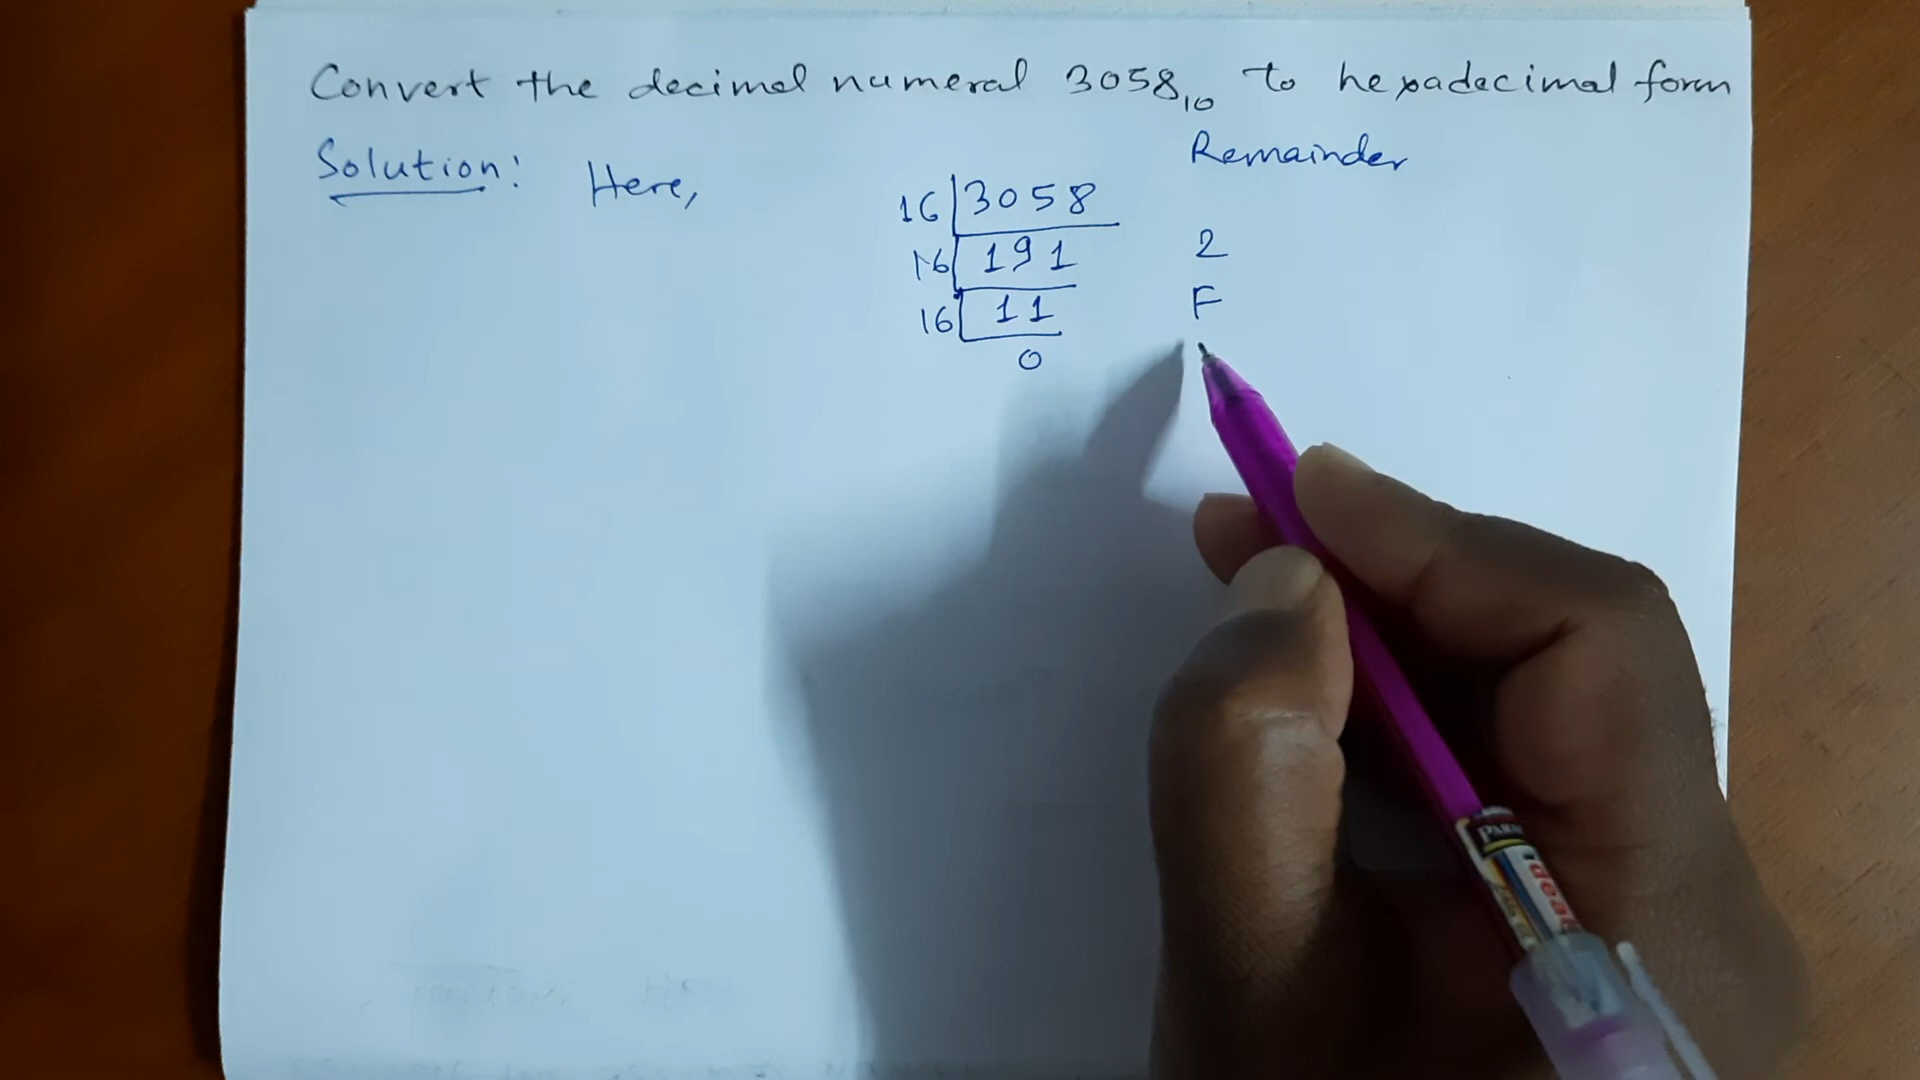 Convert the decimal numeral 3058₁₀ to hexadecimal form
Solution: Here,
Remainder
16 3058
16 191 2
16 11 F
0